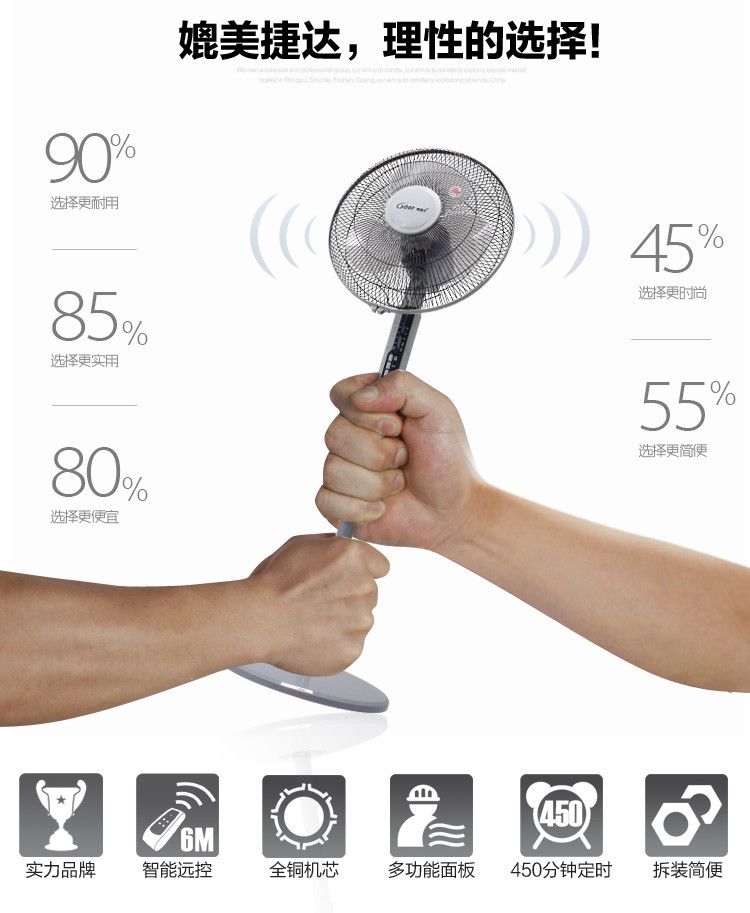 媲美捷达，理性的选择!
90%
选择更耐用
85%
选择更实用
80%
选择更便宜
45%
选择更时尚
55%
选择更简便
6M
450
实力品牌
智能远控
全铜机芯
多功能面板
450分钟定时
拆装简便